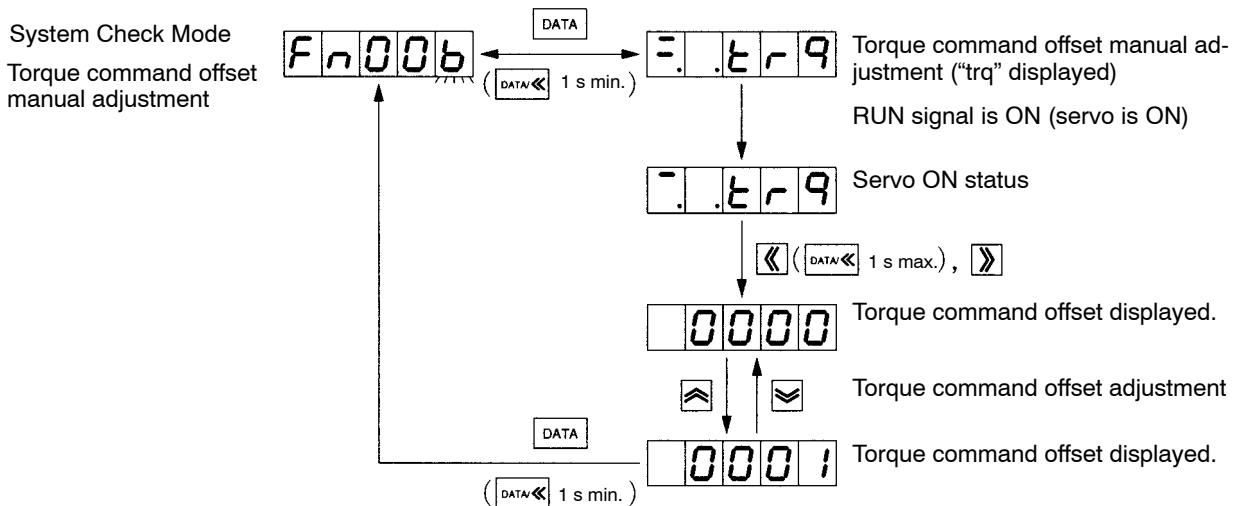 System Check Mode
Torque command offset
manual adjustment
Fn00b
DATA
( DATA/≪ 1 s min. )
.  .trq
Torque command offset manual ad-
justment (“trq” displayed)
RUN signal is ON (servo is ON)
.  .trq
Servo ON status
≪ ( DATA/≪ 1 s max.) , ≫
0000
Torque command offset displayed.
Torque command offset adjustment
DATA
( DATA/≪ 1 s min. )
0001
Torque command offset displayed.